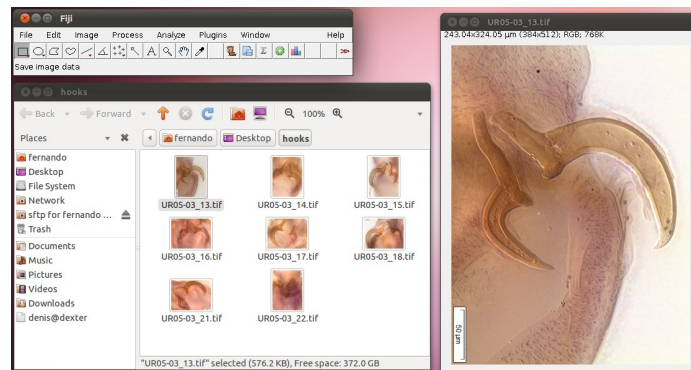 Fiji
File Edit Image Process Analyze Plugins Window Help
Save image data
UR05-03_13.tif
243.04x324.05 µm (384x512); RGB; 768K
hooks
Back Forward 100%
Places fernando Desktop hooks
fernando
Desktop
File System
Network
sftp for fernando ...
Trash
Documents
Music
Pictures
Videos
Downloads
denis@dexter
UR05-03_13.tif UR05-03_14.tif UR05-03_15.tif
UR05-03_16.tif UR05-03_17.tif UR05-03_18.tif
UR05-03_21.tif UR05-03_22.tif
"UR05-03_13.tif" selected (576.2 KB), Free space: 372.0 GB
50 µm